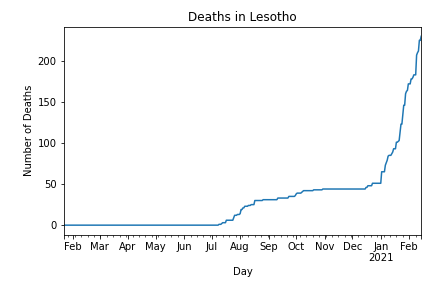 Deaths in Lesotho
Number of Deaths
200
150
100
50
0
Feb Mar Apr May Jun Jul Aug Sep Oct Nov Dec Jan Feb
2021
Day